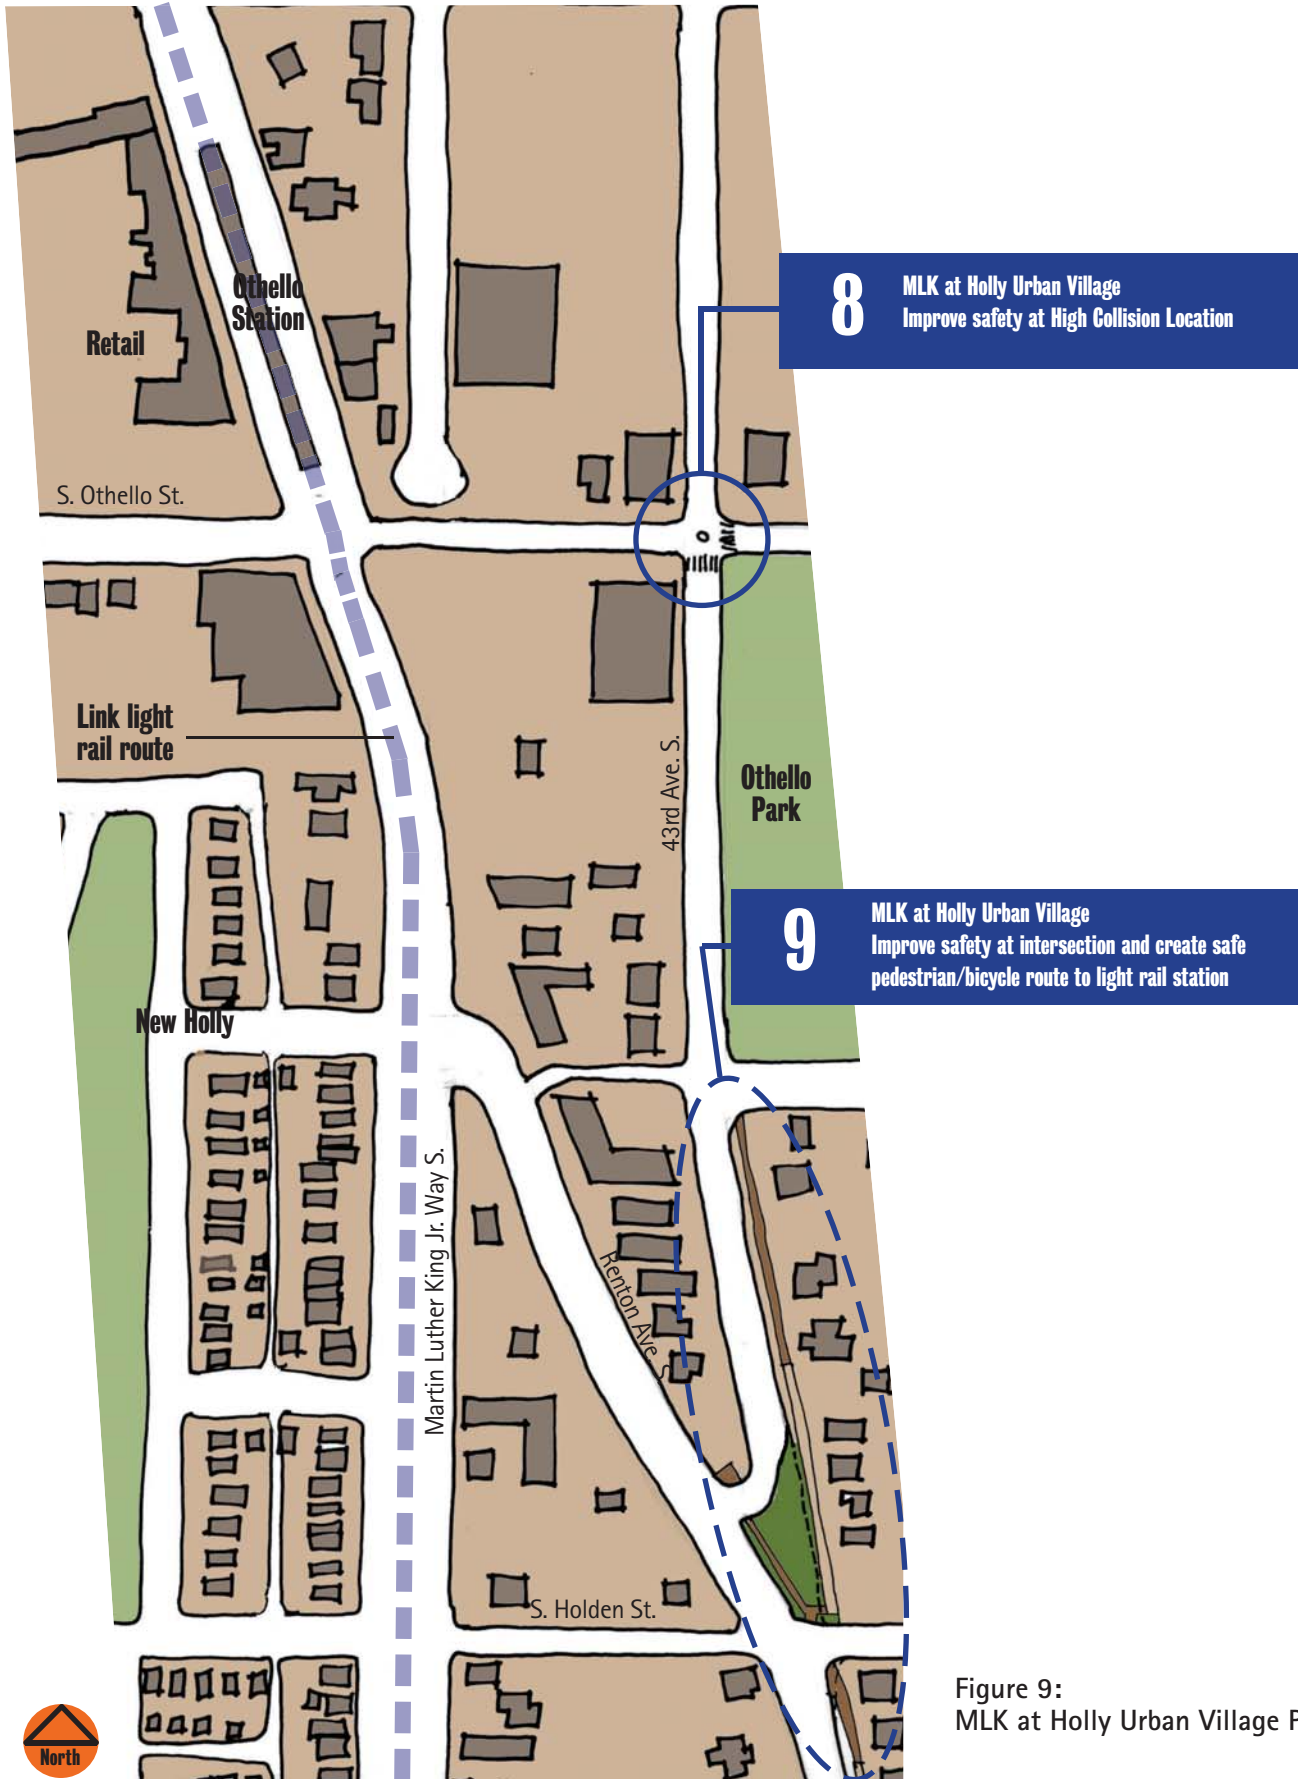 8
MLK at Holly Urban Village
Improve safety at High Collision Location
Othello
Station
Retail
S. Othello St.
Link light
rail route
43rd Ave. S.
Othello
Park
9
MLK at Holly Urban Village
Improve safety at intersection and create safe
pedestrian/bicycle route to light rail station
New Holly
Martin Luther King Jr. Way S.
Renton Ave. S.
S. Holden St.
North
Figure 9:
MLK at Holly Urban Village